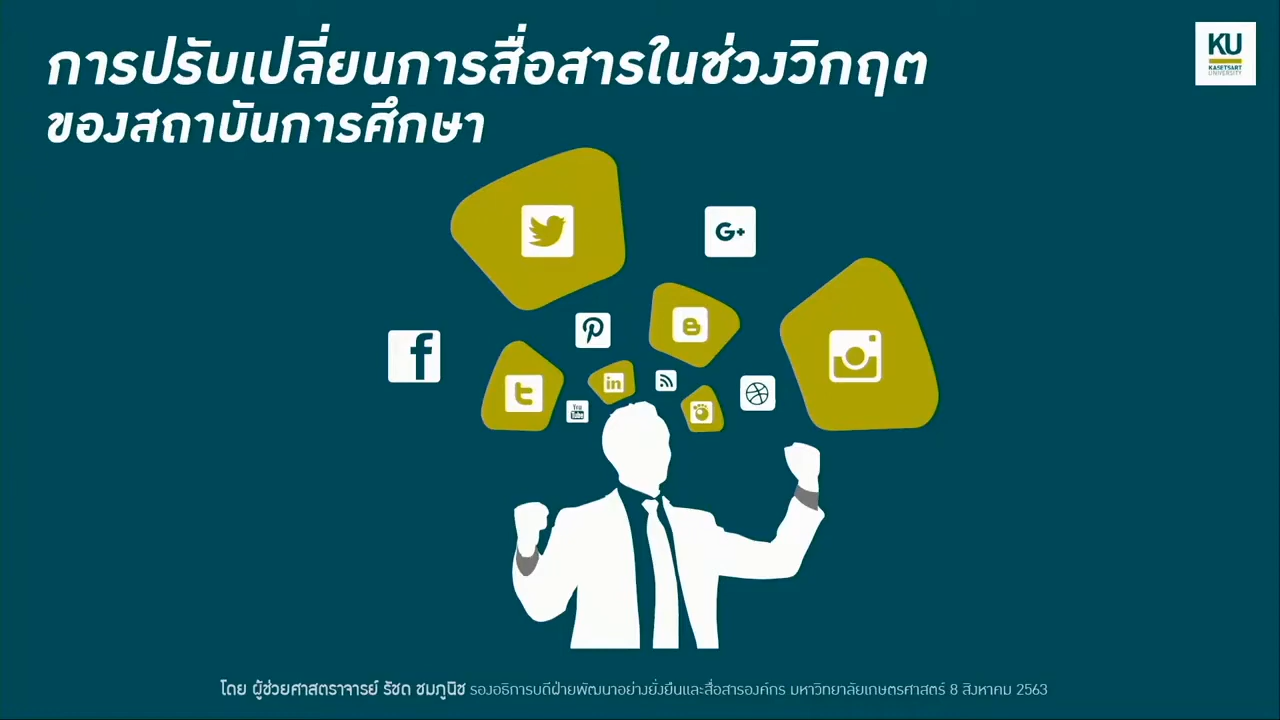 การปรับเปลี่ยนการสื่อสารในช่วงวิกฤต
ของสถาบันการศึกษา
KU
KASETSART
UNIVERSITY
G+
in
You
Tube
โดย ผู้ช่วยศาสตราจารย์ รัชด ชมภูนิช รองอธิการบดีฝ่ายพัฒนาอย่างยั่งยืนและสื่อสารองค์กร มหาวิทยาลัยเกษตรศาสตร์ 8 สิงหาคม 2563